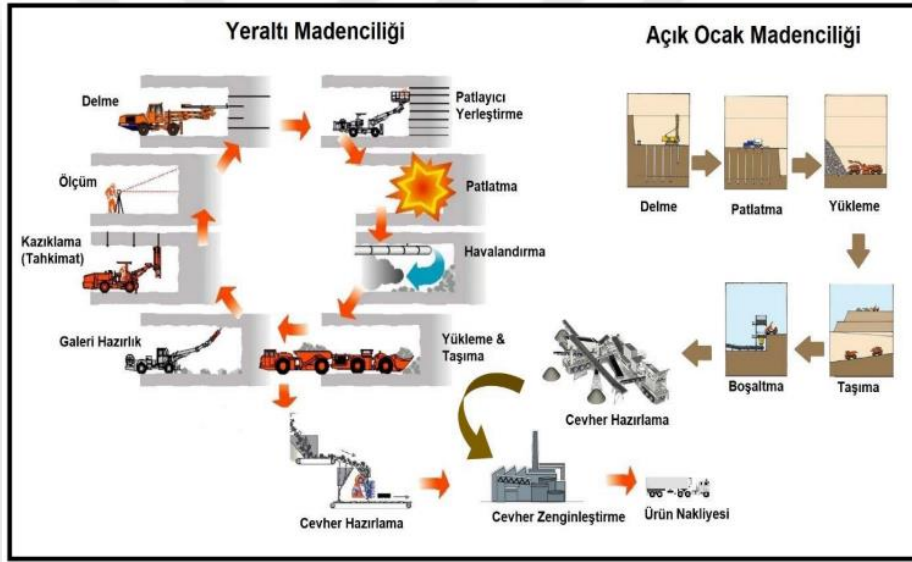 Yeraltı Madenciliği
Delme
Patlayıcı
Yerleştirme
Ölçüm
Patlatma
Kazıklama
(Tahkimat)
Havalandırma
Galeri Hazırlık
Yükleme &
Taşıma
Cevher Hazırlama
Açık Ocak Madenciliği
Delme
Patlatma
Yükleme
Boşaltma
Taşıma
Cevher Hazırlama
Cevher Zenginleştirme
Ürün Nakliyesi